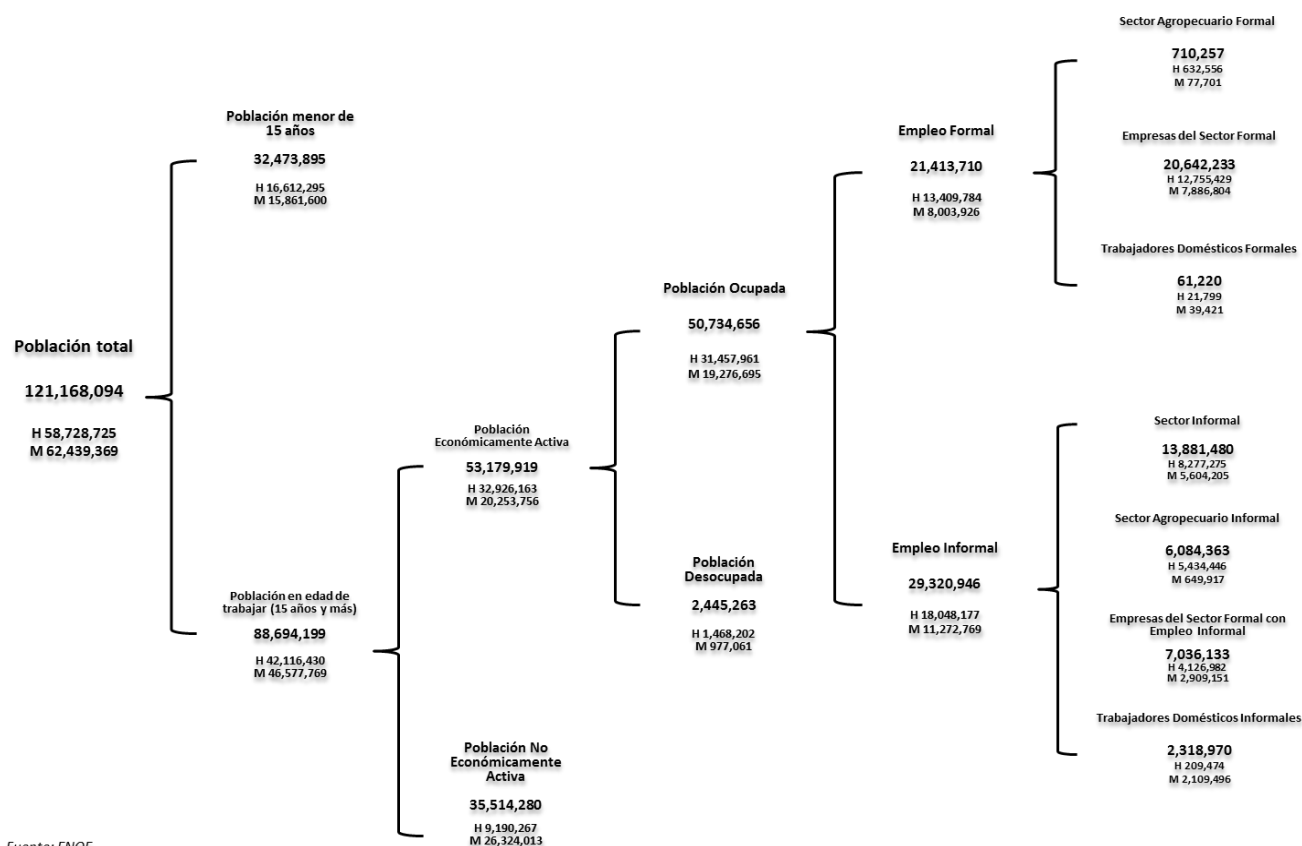 Población total
121,168,094
H 58,728,725
M 62,439,369
Población menor de
15 años
32,473,895
H 16,612,295
M 15,861,600
Población en edad de
trabajar (15 años y más)
88,694,199
H 42,116,430
M 46,577,769
Población
Económicamente Activa
53,179,919
H 32,926,163
M 20,253,756
Población No
Económicamente
Activa
35,514,280
H 9,190,267
M 26,324,013
Población Ocupada
50,734,656
H 31,457,961
M 19,276,695
Población
Desocupada
2,445,263
H 1,468,202
M 977,061
Empleo Formal
21,413,710
H 13,409,784
M 8,003,926
Empleo Informal
29,320,946
H 18,048,177
M 11,272,769
Sector Agropecuario Formal
710,257
H 632,556
M 77,701
Empresas del Sector Formal
20,642,233
H 12,755,429
M 7,886,804
Trabajadores Domésticos Formales
61,220
H 21,799
M 39,421
Sector Informal
13,881,480
H 8,277,275
M 5,604,205
Sector Agropecuario Informal
6,084,363
H 5,434,446
M 649,917
Empresas del Sector Formal con
Empleo Informal
7,036,133
H 4,126,982
M 2,909,151
Trabajadores Domésticos Informales
2,318,970
H 209,474
M 2,109,496
Fuente: ENOE